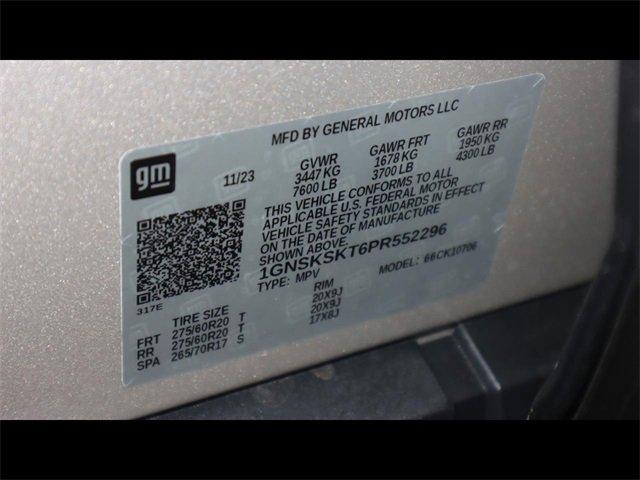 MFD BY GENERAL MOTORS LLC
gm
11/23
GVWR GAWR FRT GAWR RR
3447 KG 1678 KG 1950 KG
7600 LB 3700 LB 4300 LB
THIS VEHICLE CONFORMS TO ALL
APPLICABLE U.S. FEDERAL MOTOR
VEHICLE SAFETY STANDARDS IN EFFECT
ON THE DATE OF MANUFACTURE
SHOWN ABOVE.
1GNSKSKT6PR552296
TYPE: MPV MODEL: 66CK10706
317E
TIRE SIZE RIM
FRT 275/60R20 T 20X9J
RR 275/60R20 T 20X9J
SPA 265/70R17 S 17X8J